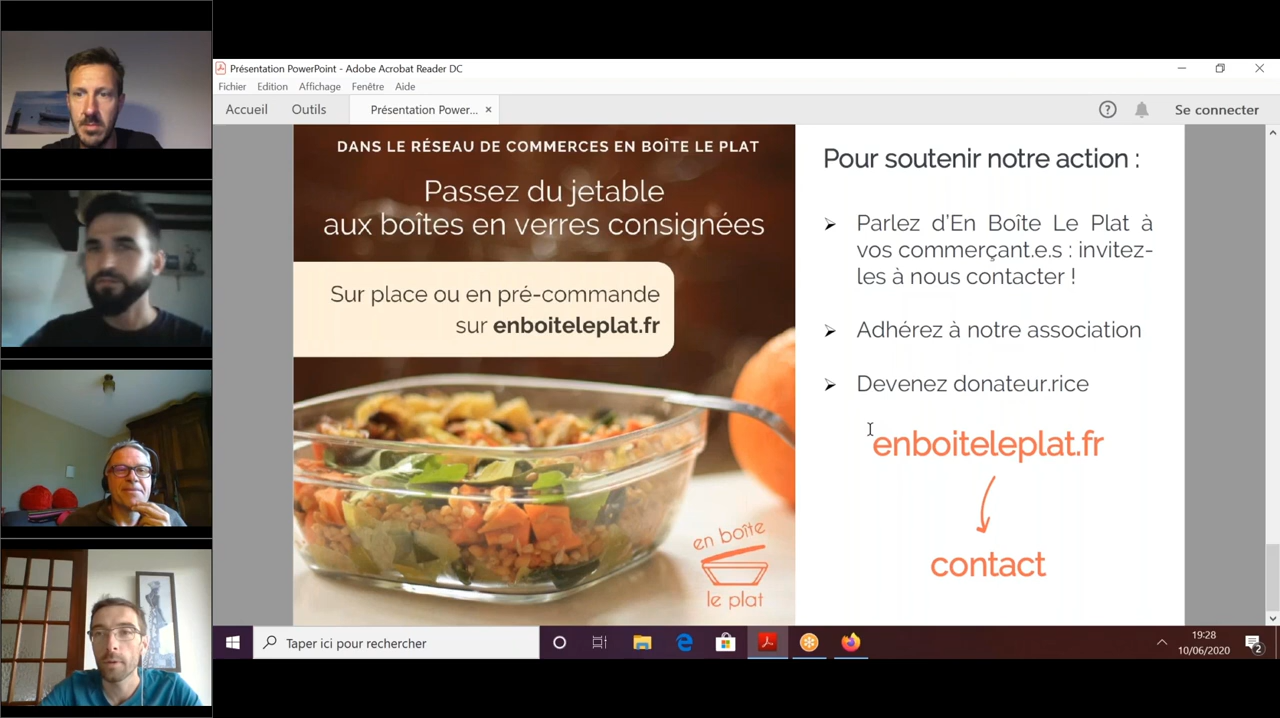 Présentation PowerPoint - Adobe Acrobat Reader DC
Fichier Edition Affichage Fenêtre Aide
Accueil Outils Présentation Power... × Se connecter
DANS LE RÉSEAU DE COMMERCES EN BOÎTE LE PLAT
Passez du jetable
aux boîtes en verres consignées
Sur place ou en pré-commande
sur enboiteleplat.fr
en boîte
le plat
Pour soutenir notre action :
Parlez d'En Boîte Le Plat à
vos commerçant.e.s : invitez-
les à nous contacter !
Adhérez à notre association
Devenez donateur.rice
enboiteleplat.fr
contact
Taper ici pour rechercher
19:28
10/06/2020
2